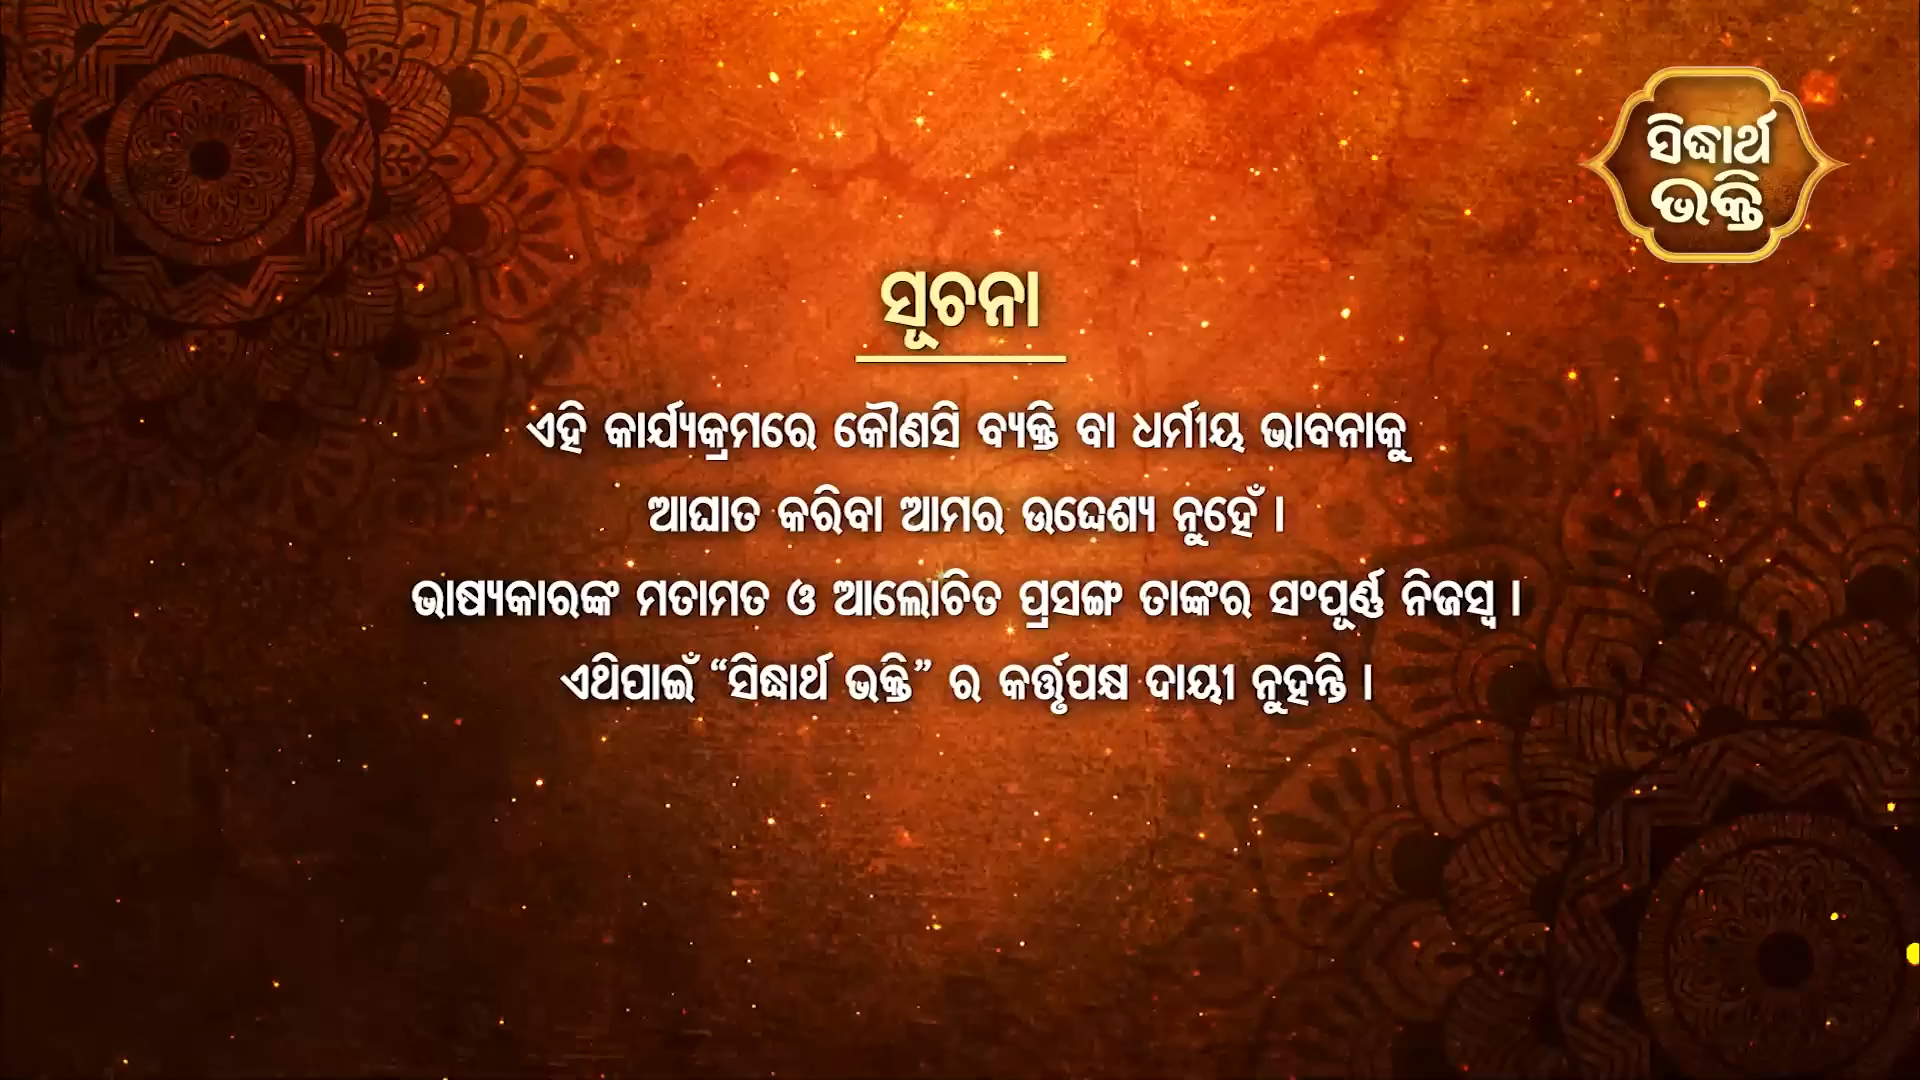 ସିଦ୍ଧାର୍ଥ
ଭକ୍ତି
ସୂଚନା
ଏହି କାର୍ଯ୍ୟକ୍ରମରେ କୌଣସି ବ୍ୟକ୍ତି ବା ଧର୍ମୀୟ ଭାବନାକୁ
ଆଘାତ କରିବା ଆମର ଉଦ୍ଦେଶ୍ୟ ନୁହେଁ ।
ଭାଷ୍ୟକାରଙ୍କ ମତାମତ ଓ ଆଲୋଚିତ ପ୍ରସଙ୍ଗ ତାଙ୍କର ସଂପୂର୍ଣ୍ଣ ନିଜସ୍ୱ ।
ଏଥିପାଇଁ “ସିଦ୍ଧାର୍ଥ ଭକ୍ତି” ର କର୍ତ୍ତୃପକ୍ଷ ଦାୟୀ ନୁହନ୍ତି ।